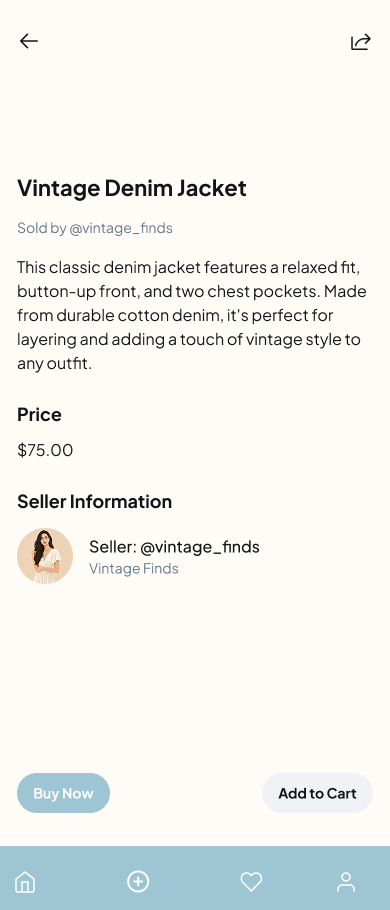 Vintage Denim Jacket
Sold by @vintage_finds
This classic denim jacket features a relaxed fit,
button-up front, and two chest pockets. Made
from durable cotton denim, it's perfect for
layering and adding a touch of vintage style to
any outfit.
Price
$75.00
Seller Information
Seller: @vintage_finds
Vintage Finds
Buy Now
Add to Cart